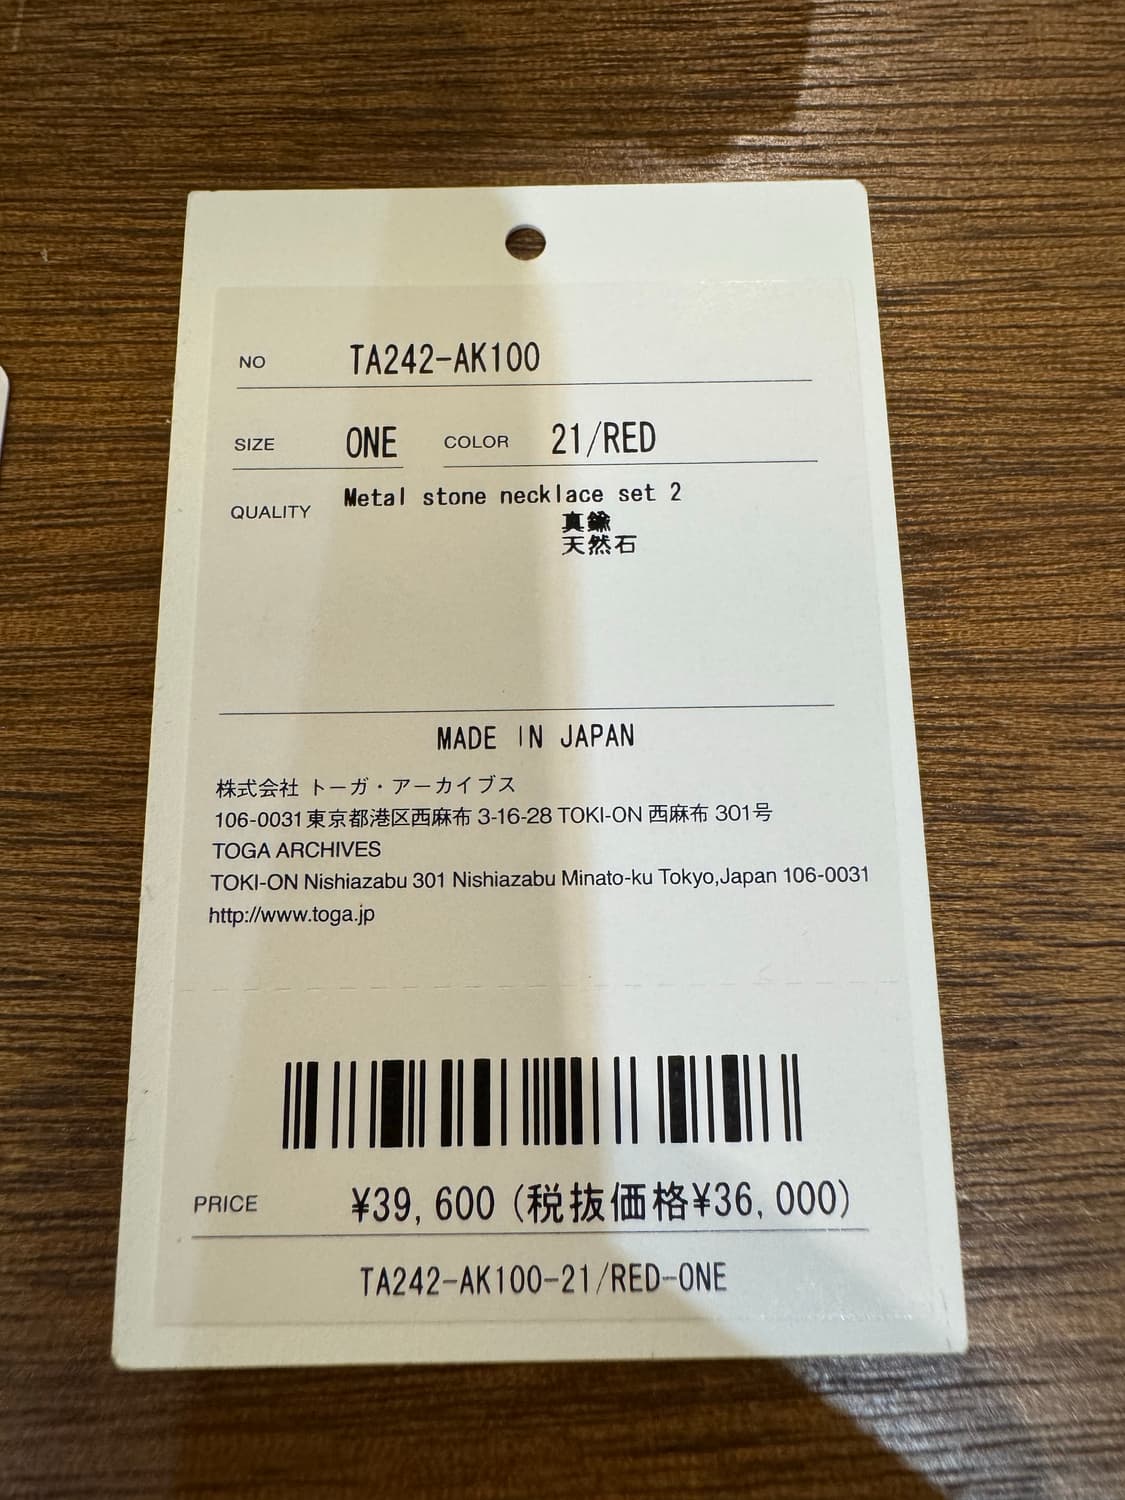 NO TA242-AK100
SIZE ONE COLOR 21/RED
QUALITY Metal stone necklace set 2
真鍮
天然石
MADE IN JAPAN
株式会社 トーガ・アーカイブス
106-0031 東京都港区西麻布 3-16-28 TOKI-ON 西麻布 301号
TOGA ARCHIVES
TOKI-ON Nishiazabu 301 Nishiazabu Minato-ku Tokyo,Japan 106-0031
http://www.toga.jp
PRICE ¥39,600 (税抜価格¥36,000)
TA242-AK100-21/RED-ONE